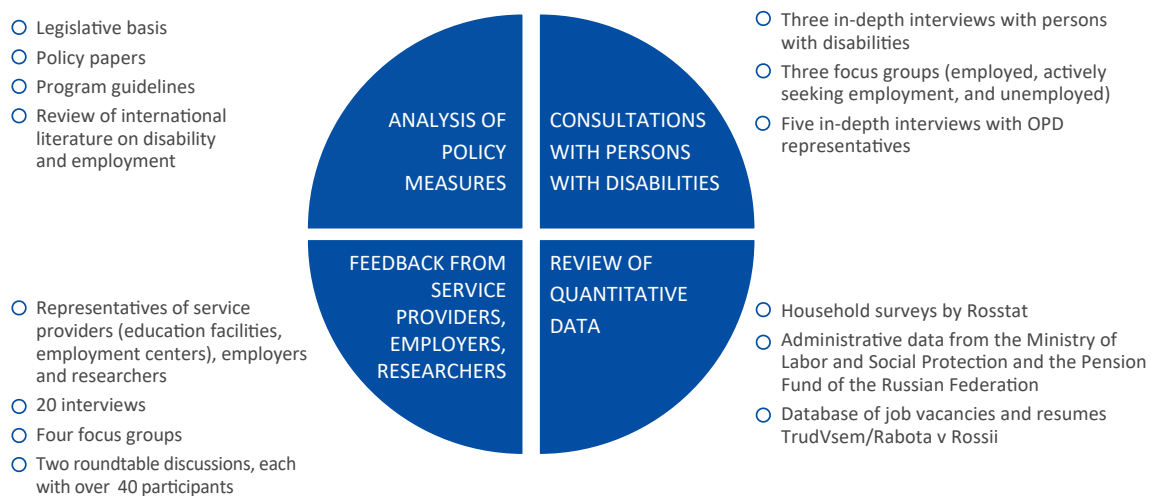 Legislative basis
Policy papers
Program guidelines
Review of international
literature on disability
and employment
ANALYSIS OF
POLICY
MEASURES
CONSULTATIONS
WITH PERSONS
WITH DISABILITIES
Three in-depth interviews with persons
with disabilities
Three focus groups (employed, actively
seeking employment, and unemployed)
Five in-depth interviews with OPD
representatives
Representatives of service
providers (education facilities,
employment centers), employers
and researchers
20 interviews
Four focus groups
Two roundtable discussions, each
with over 40 participants
FEEDBACK FROM
SERVICE
PROVIDERS,
EMPLOYERS,
RESEARCHERS
REVIEW OF
QUANTITATIVE
DATA
Household surveys by Rosstat
Administrative data from the Ministry of
Labor and Social Protection and the Pension
Fund of the Russian Federation
Database of job vacancies and resumes
TrudVsem/Rabota v Rossii